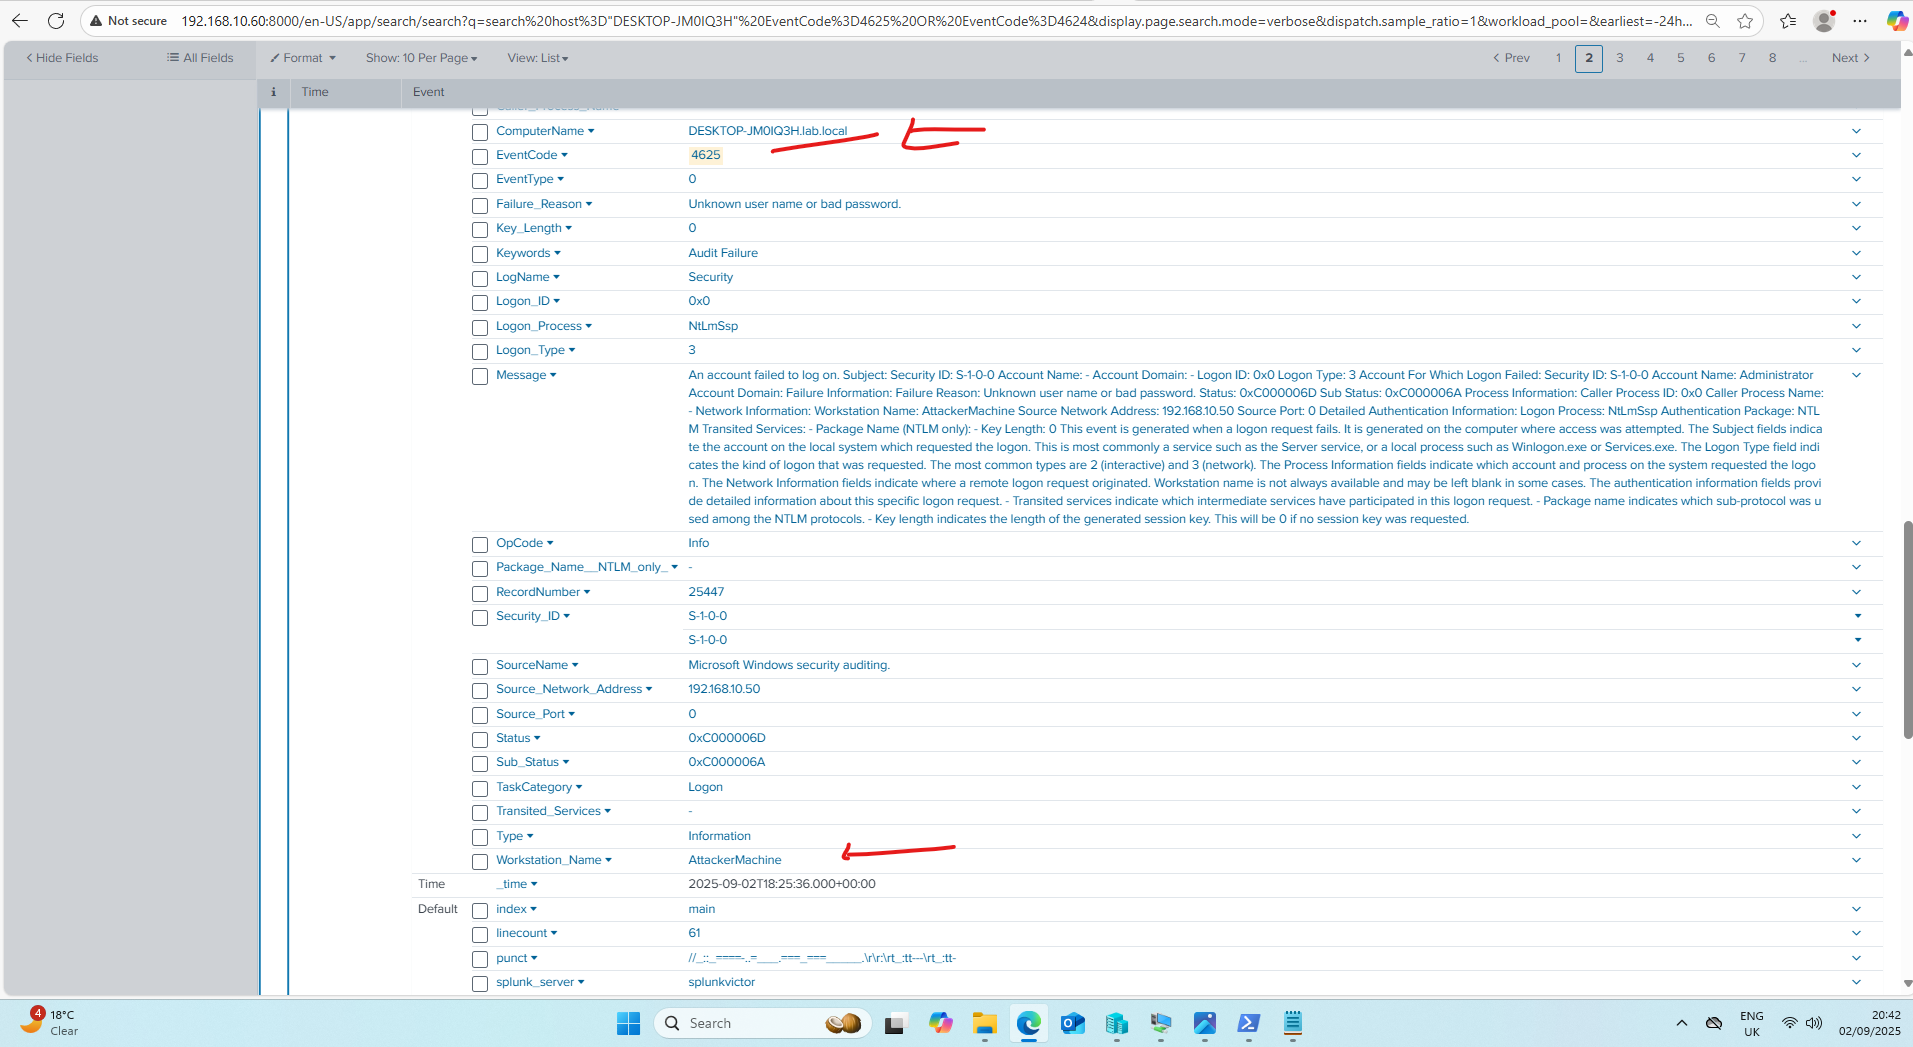 Not secure 192.168.10.60:8000/en-US/app/search/search?q=search%20host%3D"DESKTOP-JM0IQ3H"%20EventCode%3D4625%20OR%20EventCode%3D4624&display.page.search.mode=verbose&dispatch.sample_ratio=1&workload_pool=&earliest=-24h...
Hide Fields All Fields Format Show: 10 Per Page View: List Prev 1 2 3 4 5 6 7 8 ... Next
i Time Event
ComputerName DESKTOP-JM0IQ3H.lab.local
EventCode 4625
EventType 0
Failure_Reason Unknown user name or bad password.
Key_Length 0
Keywords Audit Failure
LogName Security
Logon_ID 0x0
Logon_Process NtLmSsp
Logon_Type 3
Message An account failed to log on. Subject: Security ID: S-1-0-0 Account Name: - Account Domain: - Logon ID: 0x0 Logon Type: 3 Account For Which Logon Failed: Security ID: S-1-0-0 Account Name: Administrator
Account Domain: Failure Information: Failure Reason: Unknown user name or bad password. Status: 0xC000006D Sub Status: 0xC000006A Process Information: Caller Process ID: 0x0 Caller Process Name:
- Network Information: Workstation Name: AttackerMachine Source Network Address: 192.168.10.50 Source Port: 0 Detailed Authentication Information: Logon Process: NtLmSsp Authentication Package: NTL
M Transited Services: - Package Name (NTLM only): - Key Length: 0 This event is generated when a logon request fails. It is generated on the computer where access was attempted. The Subject fields indica
te the account on the local system which requested the logon. This is most commonly a service such as the Server service, or a local process such as Winlogon.exe or Services.exe. The Logon Type field indi
cates the kind of logon that was requested. The most common types are 2 (interactive) and 3 (network). The Process Information fields indicate which account and process on the system requested the logo
n. The Network Information fields indicate where a remote logon request originated. Workstation name is not always available and may be left blank in some cases. The authentication information fields provi
de detailed information about this specific logon request. - Transited services indicate which intermediate services have participated in this logon request. - Package name indicates which sub-protocol was u
sed among the NTLM protocols. - Key length indicates the length of the generated session key. This will be 0 if no session key was requested.
OpCode Info
Package_Name__NTLM_only_ -
RecordNumber 25447
Security_ID S-1-0-0
S-1-0-0
SourceName Microsoft Windows security auditing.
Source_Network_Address 192.168.10.50
Source_Port 0
Status 0xC000006D
Sub_Status 0xC000006A
TaskCategory Logon
Transited_Services -
Type Information
Workstation_Name AttackerMachine
Time _time 2025-09-02T18:25:36.000+00:00
Default index main
linecount 61
punct //_::_====-..=____.===_===______.\r\r:\rt_:tt---\rt_:tt-
splunk_server splunkvictor
4 18°C
Clear
Search
ENG
UK
20:42
02/09/2025